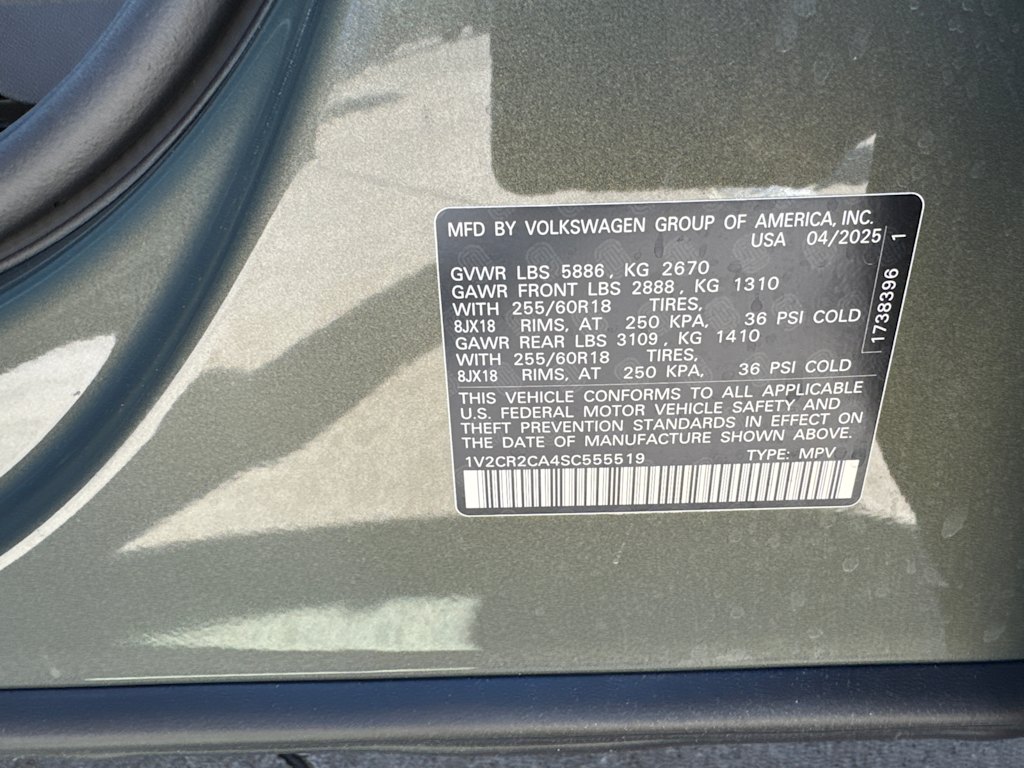 MFD BY VOLKSWAGEN GROUP OF AMERICA, INC.
USA 04/2025
GVWR LBS 5886, KG 2670
GAWR FRONT LBS 2888, KG 1310
WITH 255/60R18 TIRES,
8JX18 RIMS, AT 250 KPA, 36 PSI COLD
GAWR REAR LBS 3109, KG 1410
WITH 255/60R18 TIRES,
8JX18 RIMS, AT 250 KPA, 36 PSI COLD
THIS VEHICLE CONFORMS TO ALL APPLICABLE
U.S. FEDERAL MOTOR VEHICLE SAFETY AND
THEFT PREVENTION STANDARDS IN EFFECT ON
THE DATE OF MANUFACTURE SHOWN ABOVE.
1V2CR2CA4SC555519 TYPE: MPV
1738396 1